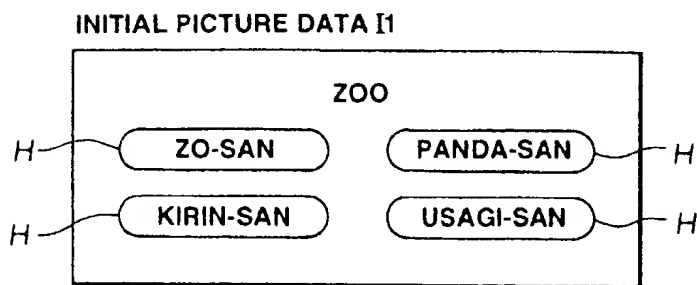 INITIAL PICTURE DATA I1
ZOO
H ZO-SAN PANDA-SAN H
H KIRIN-SAN USAGI-SAN H